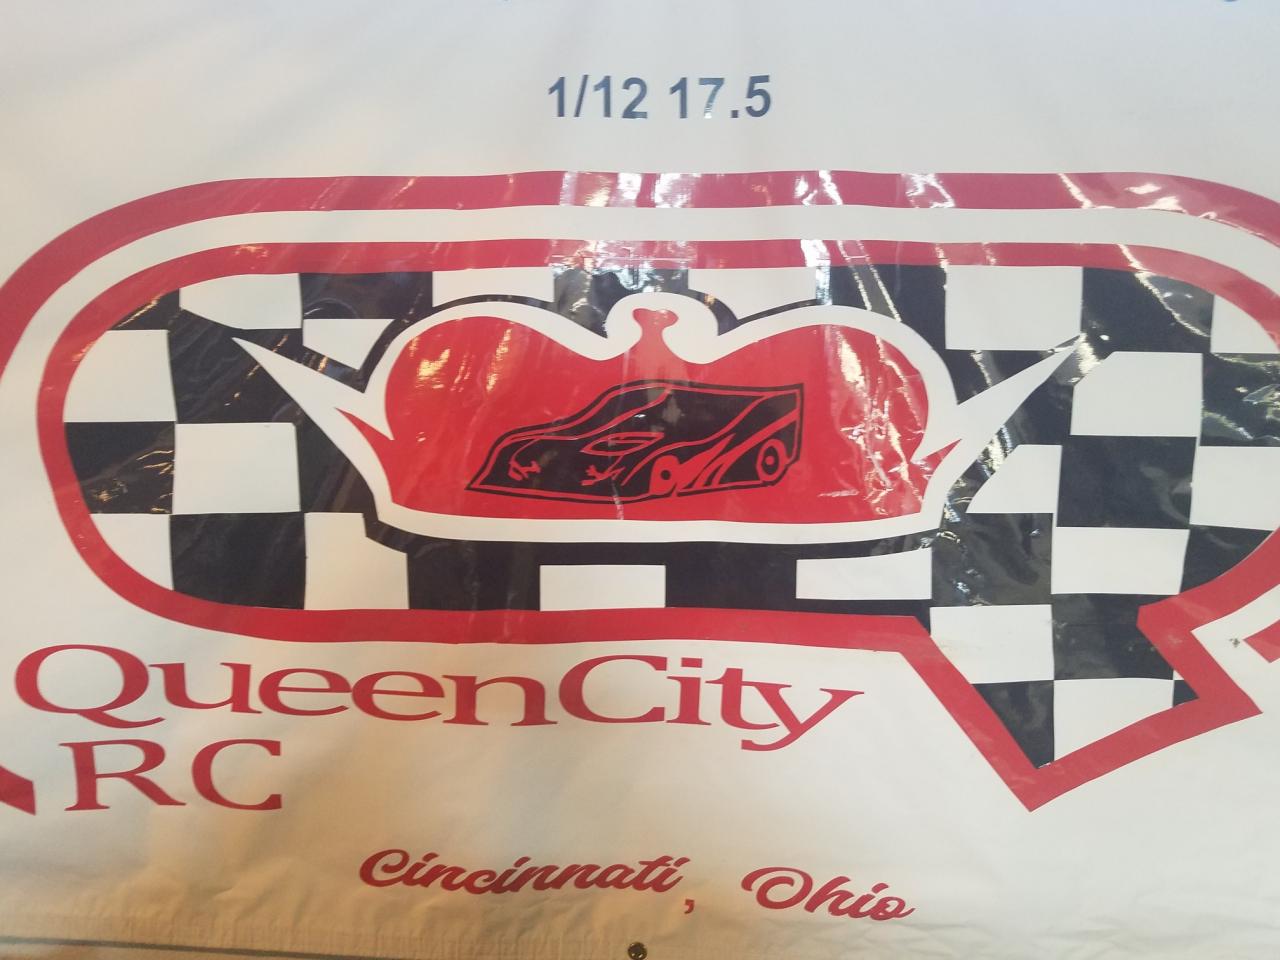 1/12 17.5
QueenCity
RC
Cincinnati, Ohio